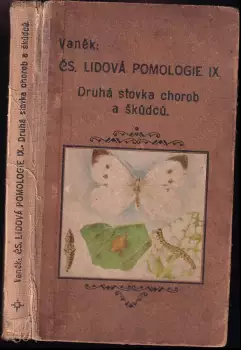 Vaněk:
ČS. LIDOVÁ POMOLOGIE IX.
Druhá stovka chorob
a škůdců.
Vaněk: ČS. LIDOVÁ POMOLOGIE IX. Druhá stovka chorob
a škůdců.